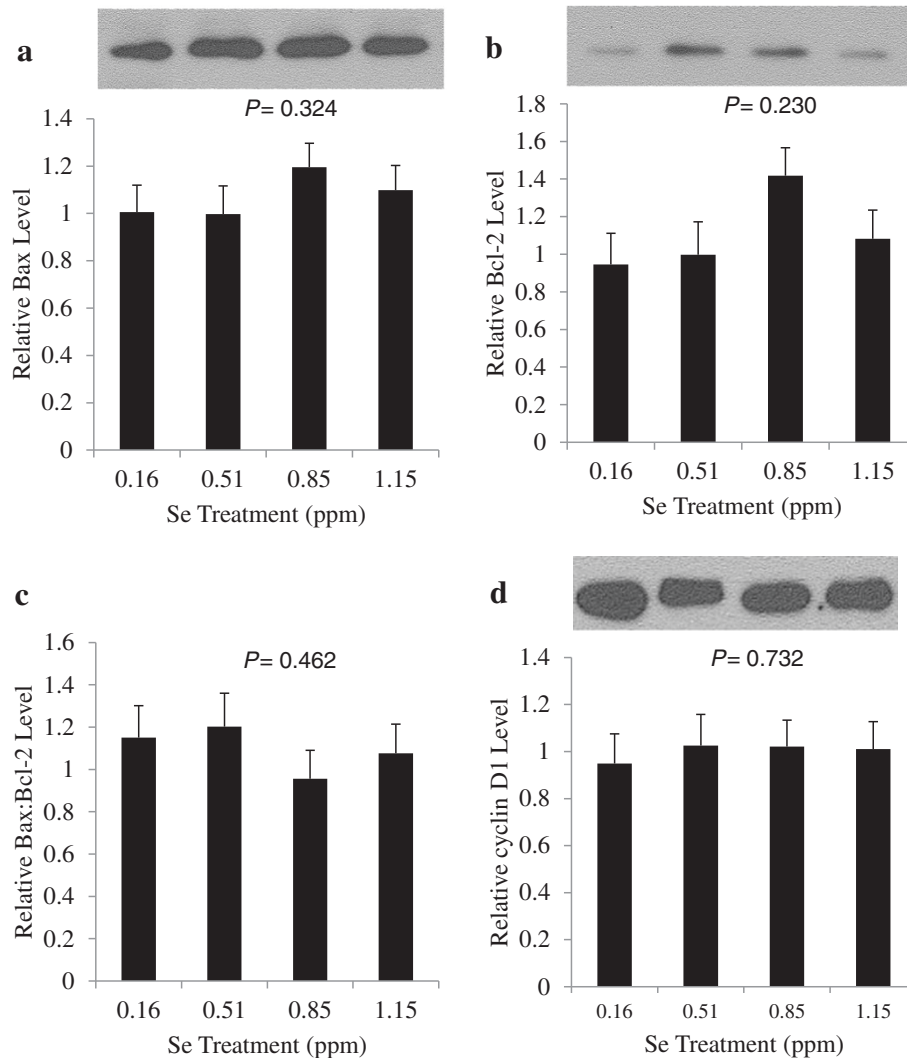 a
P= 0.324
1.4
1.2
1
0.8
0.6
0.4
0.2
0
Relative Bax Level
0.16 0.51 0.85 1.15
Se Treatment (ppm)
b
P= 0.230
1.8
1.6
1.4
1.2
1
0.8
0.6
0.4
0.2
0
Relative Bcl-2 Level
0.16 0.51 0.85 1.15
Se Treatment (ppm)
c
P= 0.462
1.6
1.4
1.2
1
0.8
0.6
0.4
0.2
0
Relative Bax:Bcl-2 Level
0.16 0.51 0.85 1.15
Se Treatment (ppm)
d
P= 0.732
1.4
1.2
1
0.8
0.6
0.4
0.2
0
Relative cyclin D1 Level
0.16 0.51 0.85 1.15
Se Treatment (ppm)